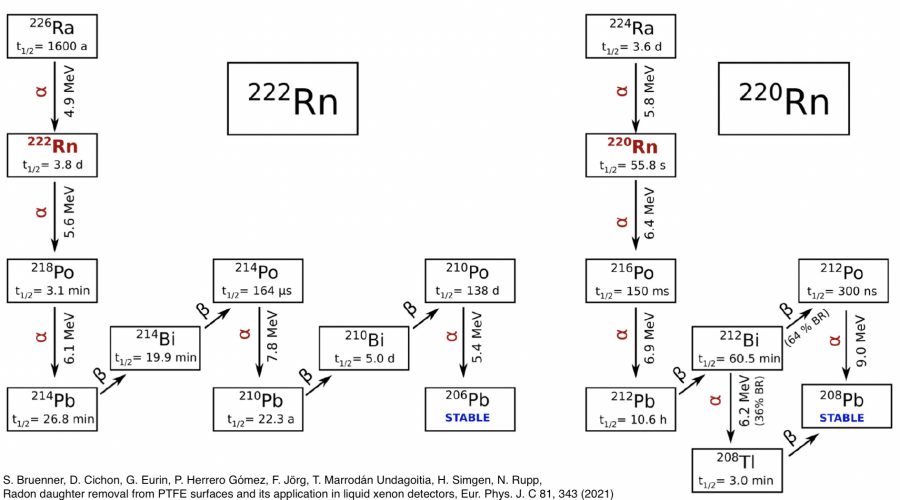 ²²⁶Ra
t₁/₂= 1600 a
α
4.9 MeV
²²²Rn
t₁/₂= 3.8 d
α
5.6 MeV
²¹⁸Po
t₁/₂= 3.1 min
α
6.1 MeV
²¹⁴Pb
t₁/₂= 26.8 min
β
²¹⁴Bi
t₁/₂= 19.9 min
β
²¹⁴Po
t₁/₂= 164 µs
α
7.8 MeV
²¹⁰Pb
t₁/₂= 22.3 a
β
²¹⁰Bi
t₁/₂= 5.0 d
β
²¹⁰Po
t₁/₂= 138 d
α
5.4 MeV
²⁰⁶Pb
STABLE
²²²Rn
²²⁴Ra
t₁/₂= 3.6 d
α
5.8 MeV
²²⁰Rn
t₁/₂= 55.8 s
α
6.4 MeV
²¹⁶Po
t₁/₂= 150 ms
α
6.9 MeV
²¹²Pb
t₁/₂= 10.6 h
β
²¹²Bi
t₁/₂= 60.5 min
β
(64 % BR)
²¹²Po
t₁/₂= 300 ns
α
9.0 MeV
²⁰⁸Pb
STABLE
α
6.2 MeV
(36% BR)
²⁰⁸Tl
t₁/₂= 3.0 min
β
²²⁰Rn
S. Bruenner, D. Cichon, G. Eurin, P. Herrero Gómez, F. Jörg, T. Marrodán Undagoitia, H. Simgen, N. Rupp,
Radon daughter removal from PTFE surfaces and its application in liquid xenon detectors, Eur. Phys. J. C 81, 343 (2021)